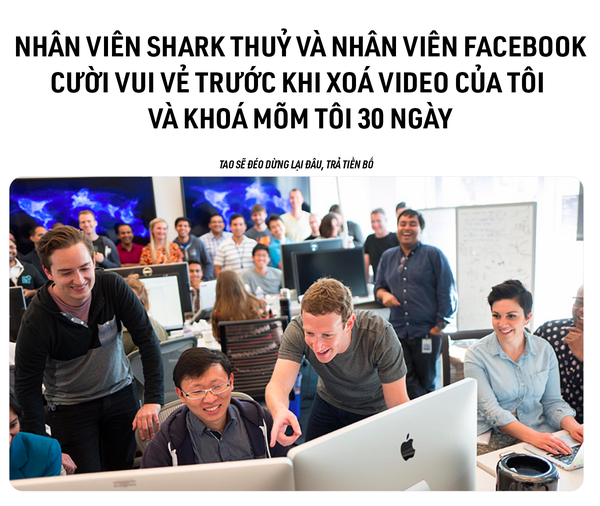 NHÂN VIÊN SHARK THUỶ VÀ NHÂN VIÊN FACEBOOK
CƯỜI VUI VẺ TRƯỚC KHI XOÁ VIDEO CỦA TÔI
VÀ KHOÁ MÕM TÔI 30 NGÀY
TAO SẼ ĐÉO DỪNG LẠI ĐÂU, TRẢ TIỀN BỐ